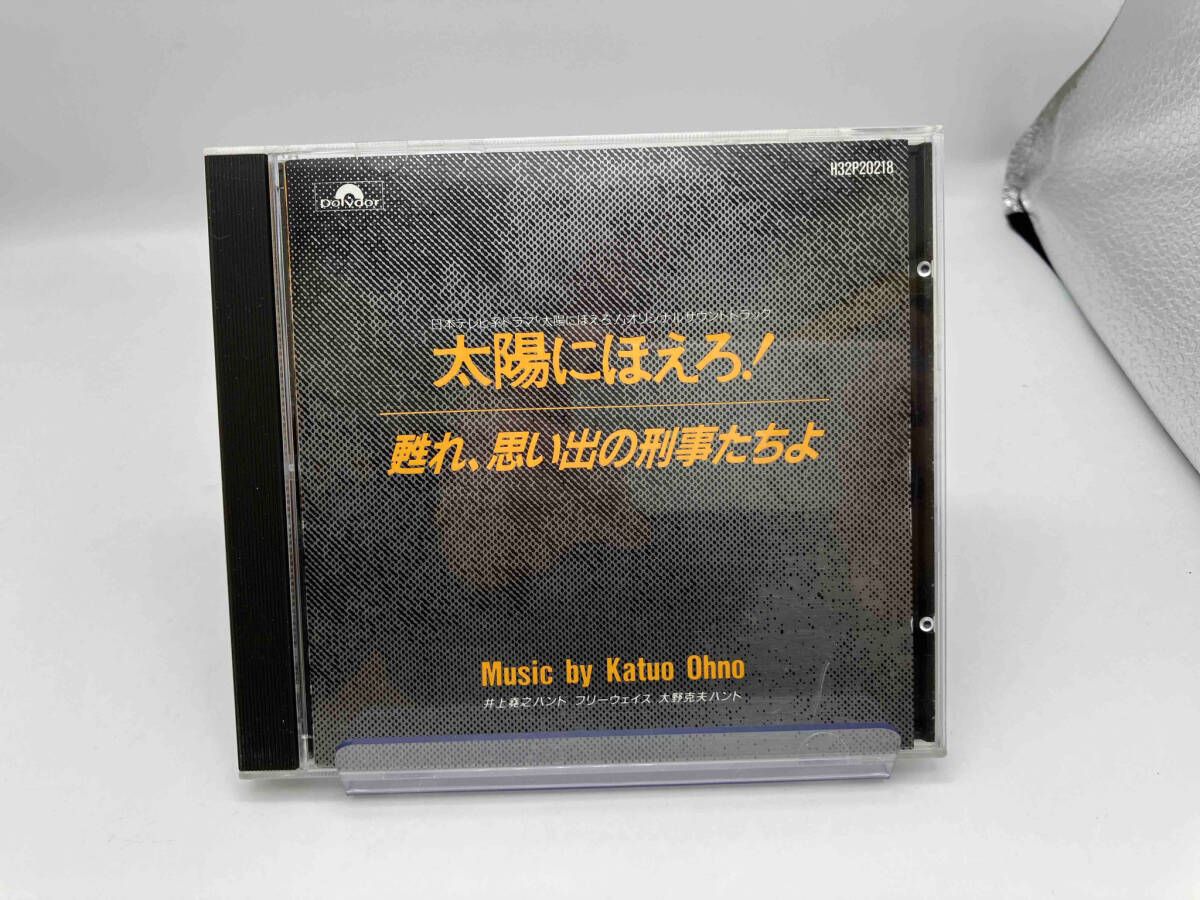 polydor
H32P20218
日本テレビ系ドラマ「太陽にほえろ!」オリジナルサウンドトラック
太陽にほえろ!
甦れ、思い出の刑事たちよ
Music by Katuo Ohno
井上堯之バンド フリーウェイズ 大野克夫バンド